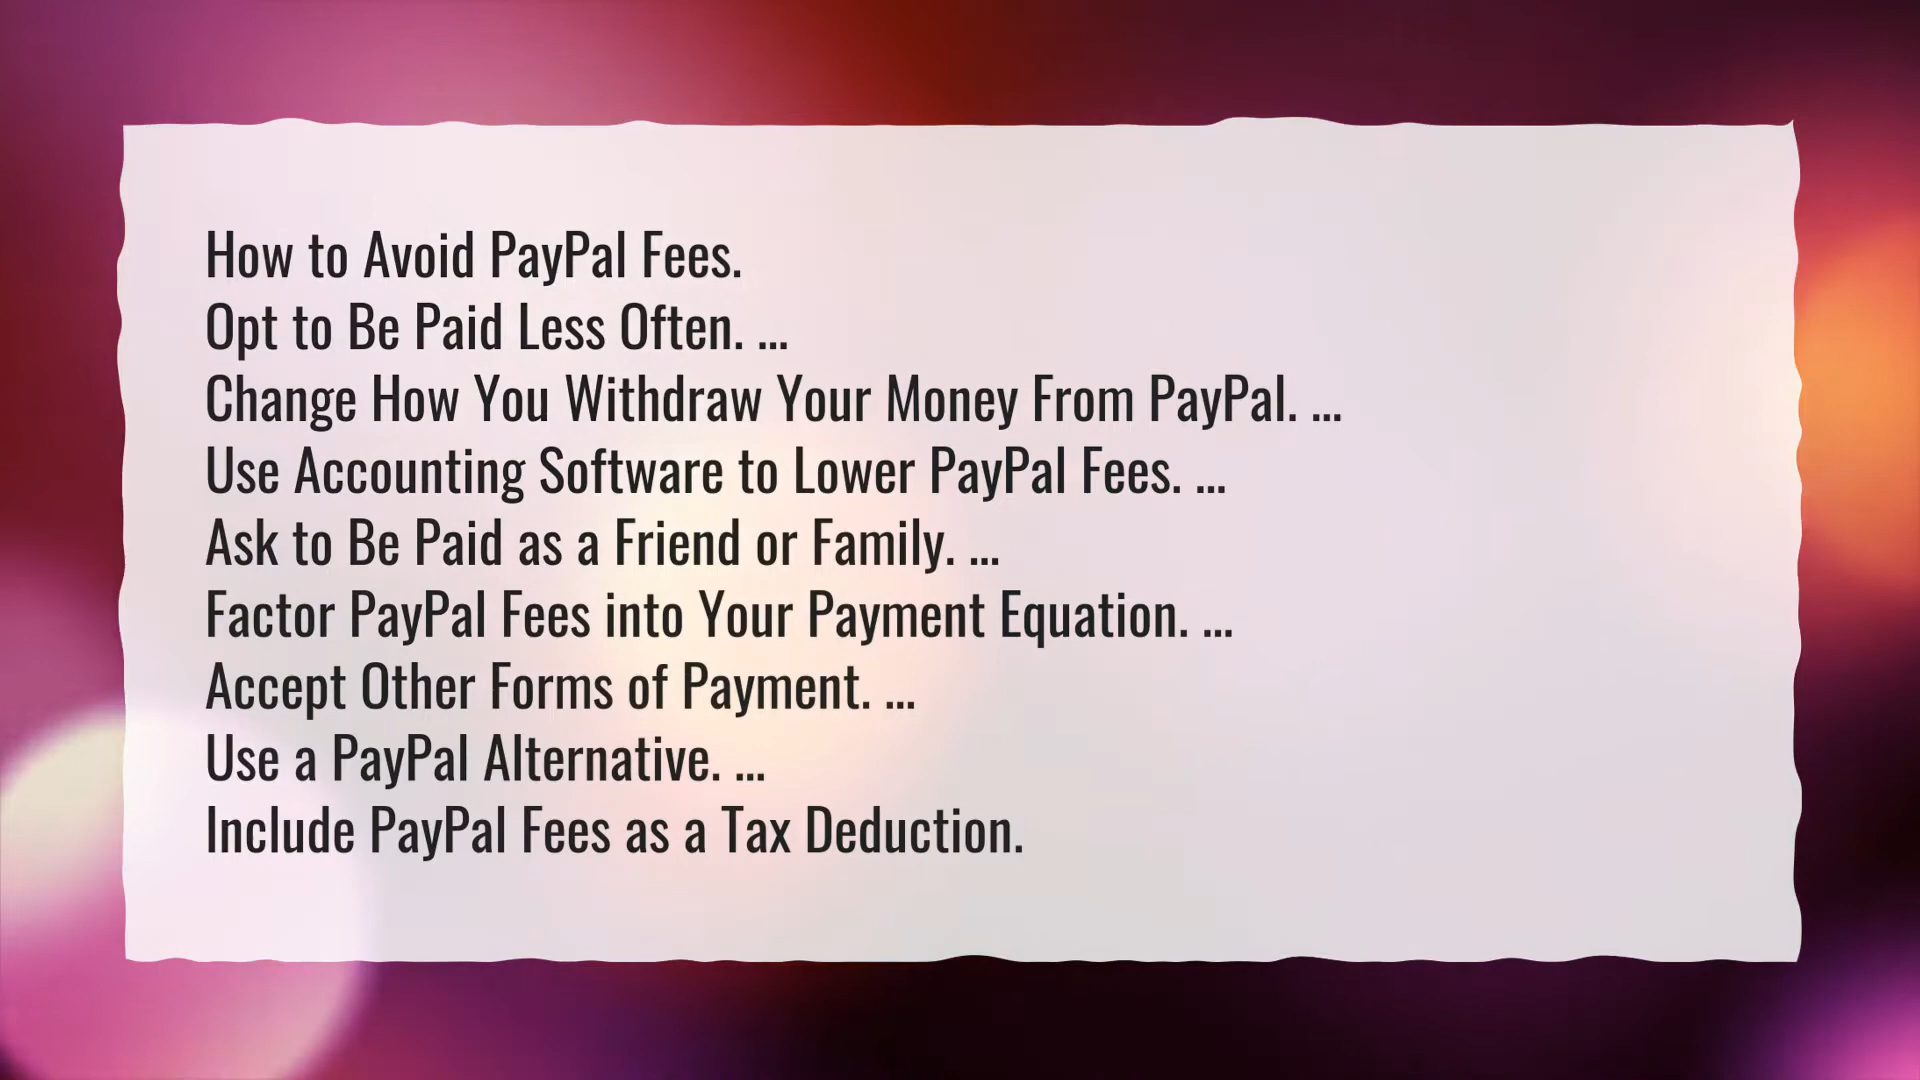 How to Avoid PayPal Fees.
Opt to Be Paid Less Often. ...
Change How You Withdraw Your Money From PayPal. ...
Use Accounting Software to Lower PayPal Fees. ...
Ask to Be Paid as a Friend or Family. ...
Factor PayPal Fees into Your Payment Equation. ...
Accept Other Forms of Payment. ...
Use a PayPal Alternative. ...
Include PayPal Fees as a Tax Deduction.